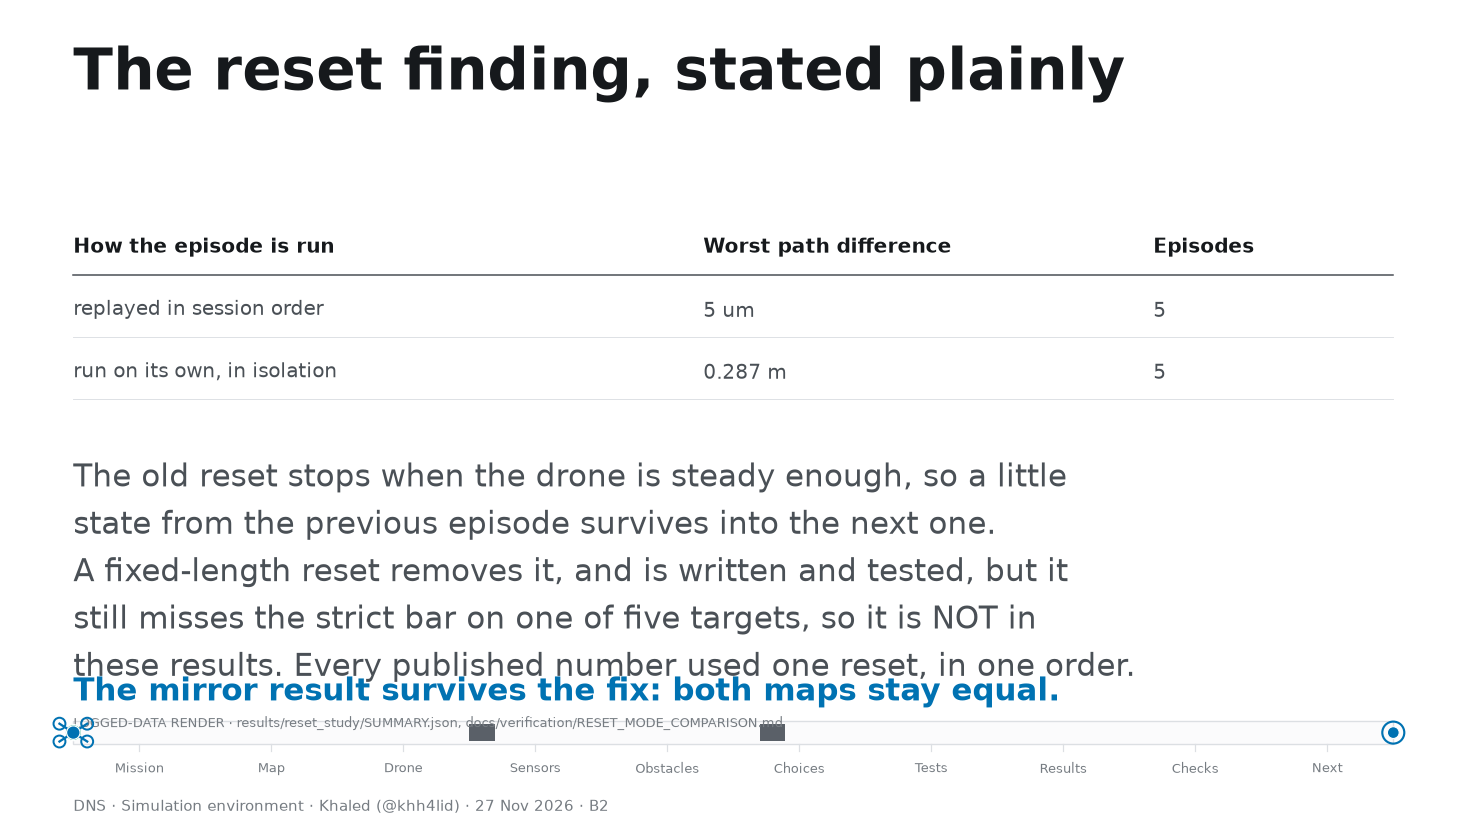 The reset finding, stated plainly
How the episode is run Worst path difference Episodes
replayed in session order 5 um 5
run on its own, in isolation 0.287 m 5
The old reset stops when the drone is steady enough, so a little
state from the previous episode survives into the next one.
A fixed-length reset removes it, and is written and tested, but it
still misses the strict bar on one of five targets, so it is NOT in
these results. Every published number used one reset, in one order.
The mirror result survives the fix: both maps stay equal.
LOGGED-DATA RENDER · results/reset_study/SUMMARY.json, docs/verification/RESET_MODE_COMPARISON.md
Mission Map Drone Sensors Obstacles Choices Tests Results Checks Next
DNS · Simulation environment · Khaled (@khh4lid) · 27 Nov 2026 · B2